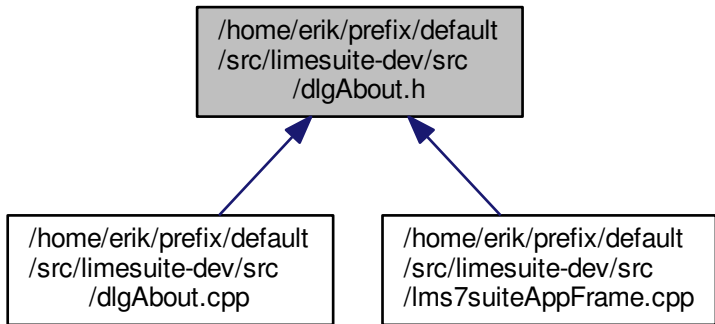 /home/erik/prefix/default
/src/limesuite-dev/src
/dlgAbout.h
/home/erik/prefix/default
/src/limesuite-dev/src
/dlgAbout.cpp
/home/erik/prefix/default
/src/limesuite-dev/src
/lms7suiteAppFrame.cpp